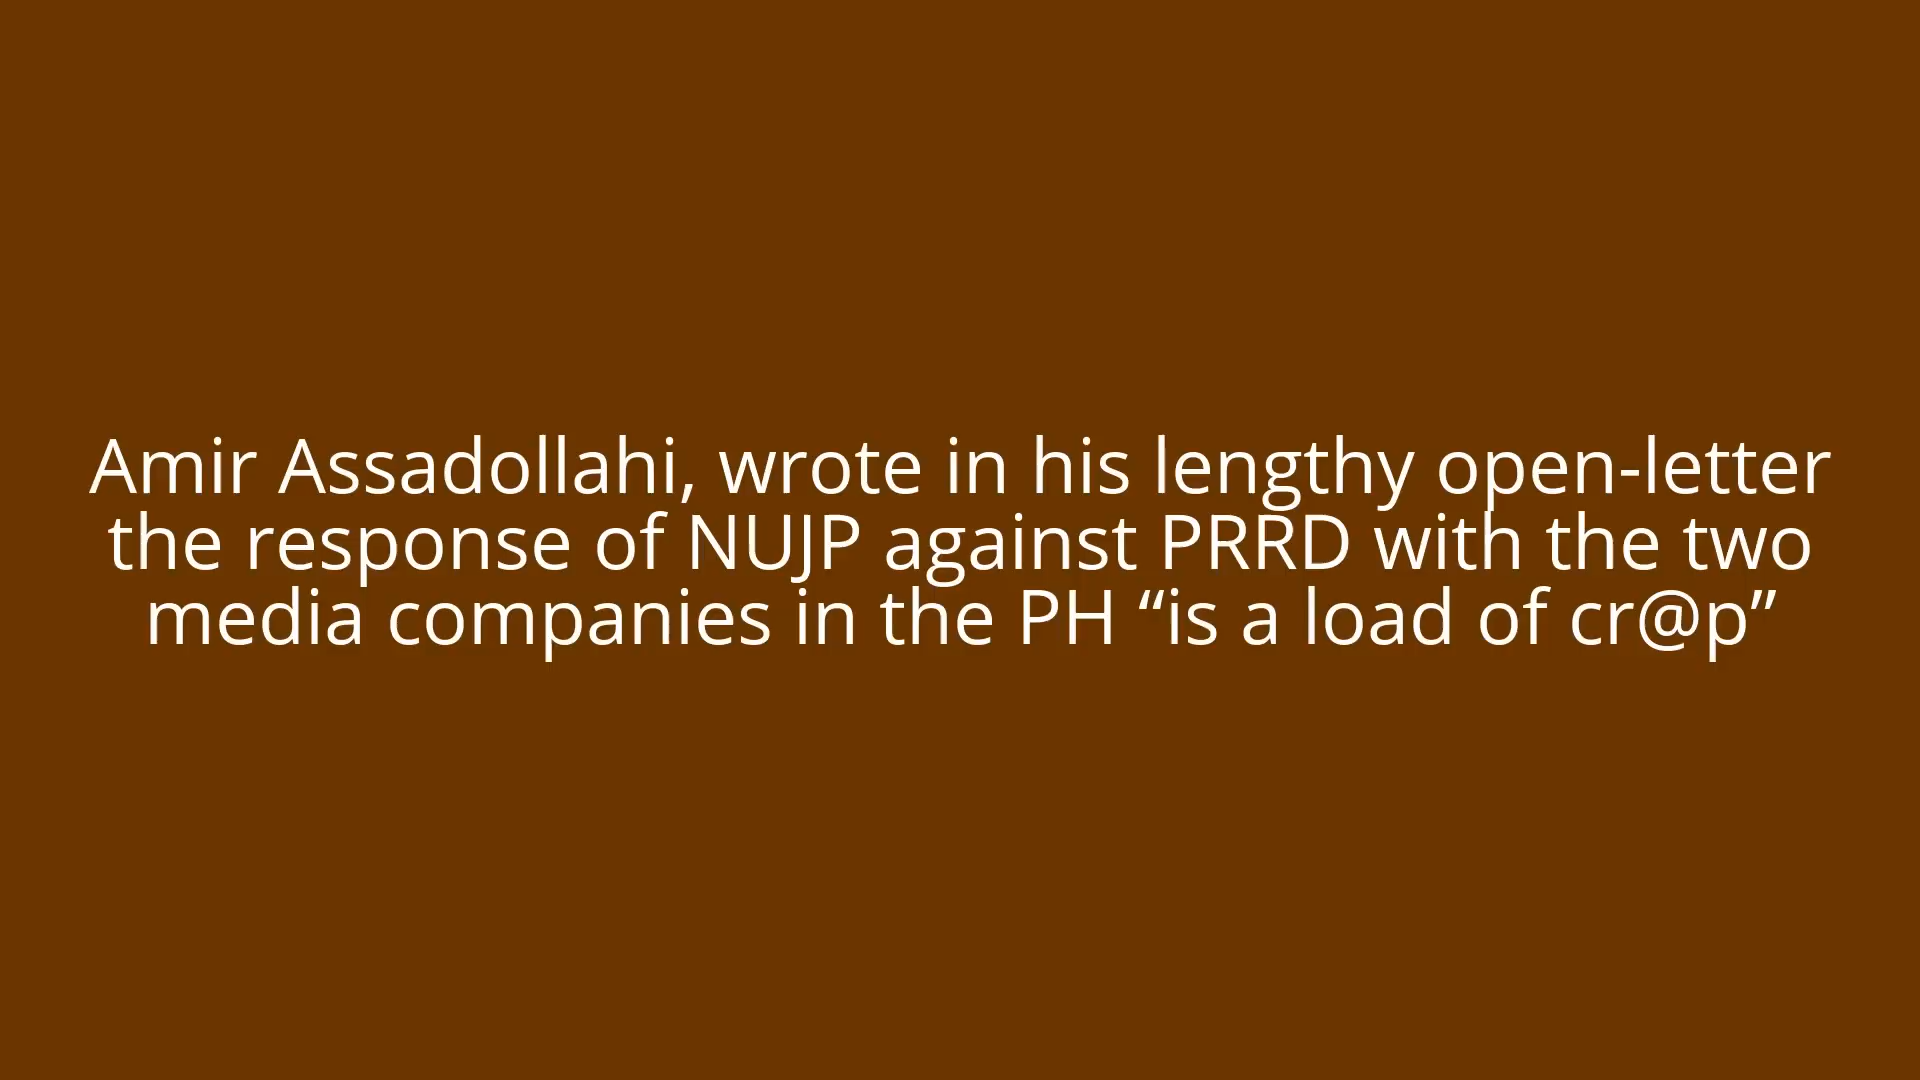 Amir Assadollahi, wrote in his lengthy open-letter
the response of NUJP against PRRD with the two
media companies in the PH “is a load of cr@p”